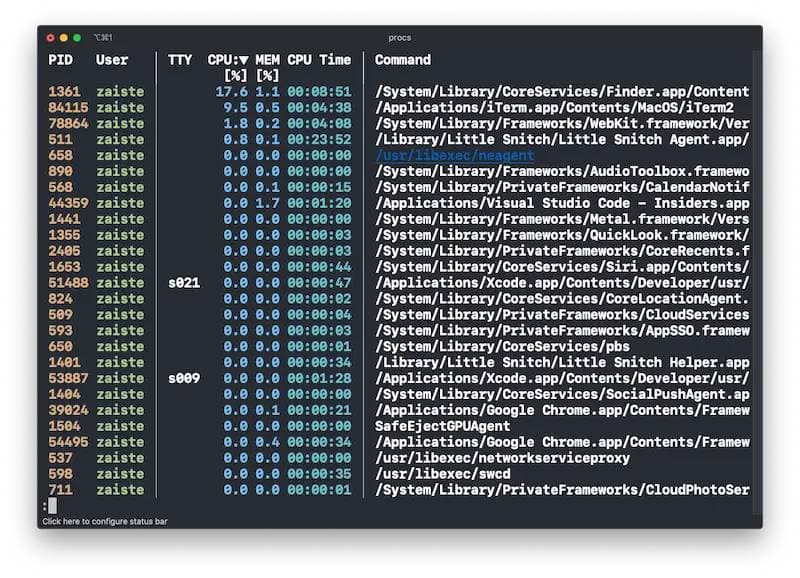 ⌥⌘1 procs
PID User TTY CPU:▼ MEM CPU Time Command
[%] [%]
1361 zaiste 17.6 1.1 00:08:51 /System/Library/CoreServices/Finder.app/Content
84115 zaiste 9.5 0.5 00:04:38 /Applications/iTerm.app/Contents/MacOS/iTerm2
78864 zaiste 1.8 0.2 00:04:08 /System/Library/Frameworks/WebKit.framework/Ver
511 zaiste 0.8 0.1 00:23:52 /Library/Little Snitch/Little Snitch Agent.app/
658 zaiste 0.0 0.0 00:00:00 /usr/libexec/neagent
890 zaiste 0.0 0.0 00:00:00 /System/Library/Frameworks/AudioToolbox.framewo
568 zaiste 0.0 0.1 00:00:15 /System/Library/PrivateFrameworks/CalendarNotif
44359 zaiste 0.0 1.7 00:01:20 /Applications/Visual Studio Code - Insiders.app
1441 zaiste 0.0 0.0 00:00:00 /System/Library/Frameworks/Metal.framework/Vers
1355 zaiste 0.0 0.0 00:00:03 /System/Library/Frameworks/QuickLook.framework/
2405 zaiste 0.0 0.0 00:00:03 /System/Library/PrivateFrameworks/CoreRecents.f
1653 zaiste 0.0 0.0 00:00:44 /System/Library/CoreServices/Siri.app/Contents/
51488 zaiste s021 0.0 0.0 00:00:47 /Applications/Xcode.app/Contents/Developer/usr/
824 zaiste 0.0 0.0 00:00:02 /System/Library/CoreServices/CoreLocationAgent.
509 zaiste 0.0 0.0 00:00:04 /System/Library/PrivateFrameworks/CloudServices
593 zaiste 0.0 0.0 00:00:03 /System/Library/PrivateFrameworks/AppSSO.framew
650 zaiste 0.0 0.0 00:00:01 /System/Library/CoreServices/pbs
1401 zaiste 0.0 0.0 00:00:34 /Library/Little Snitch/Little Snitch Helper.app
53887 zaiste s009 0.0 0.0 00:01:28 /Applications/Xcode.app/Contents/Developer/usr/
1404 zaiste 0.0 0.0 00:00:00 /System/Library/CoreServices/SocialPushAgent.ap
39024 zaiste 0.0 0.1 00:00:21 /Applications/Google Chrome.app/Contents/Framew
1504 zaiste 0.0 0.0 00:00:00 SafeEjectGPUAgent
54495 zaiste 0.0 0.4 00:00:34 /Applications/Google Chrome.app/Contents/Framew
537 zaiste 0.0 0.0 00:00:00 /usr/libexec/networkserviceproxy
598 zaiste 0.0 0.0 00:00:35 /usr/libexec/swcd
711 zaiste 0.0 0.0 00:00:01 /System/Library/PrivateFrameworks/CloudPhotoSer
:
Click here to configure status bar